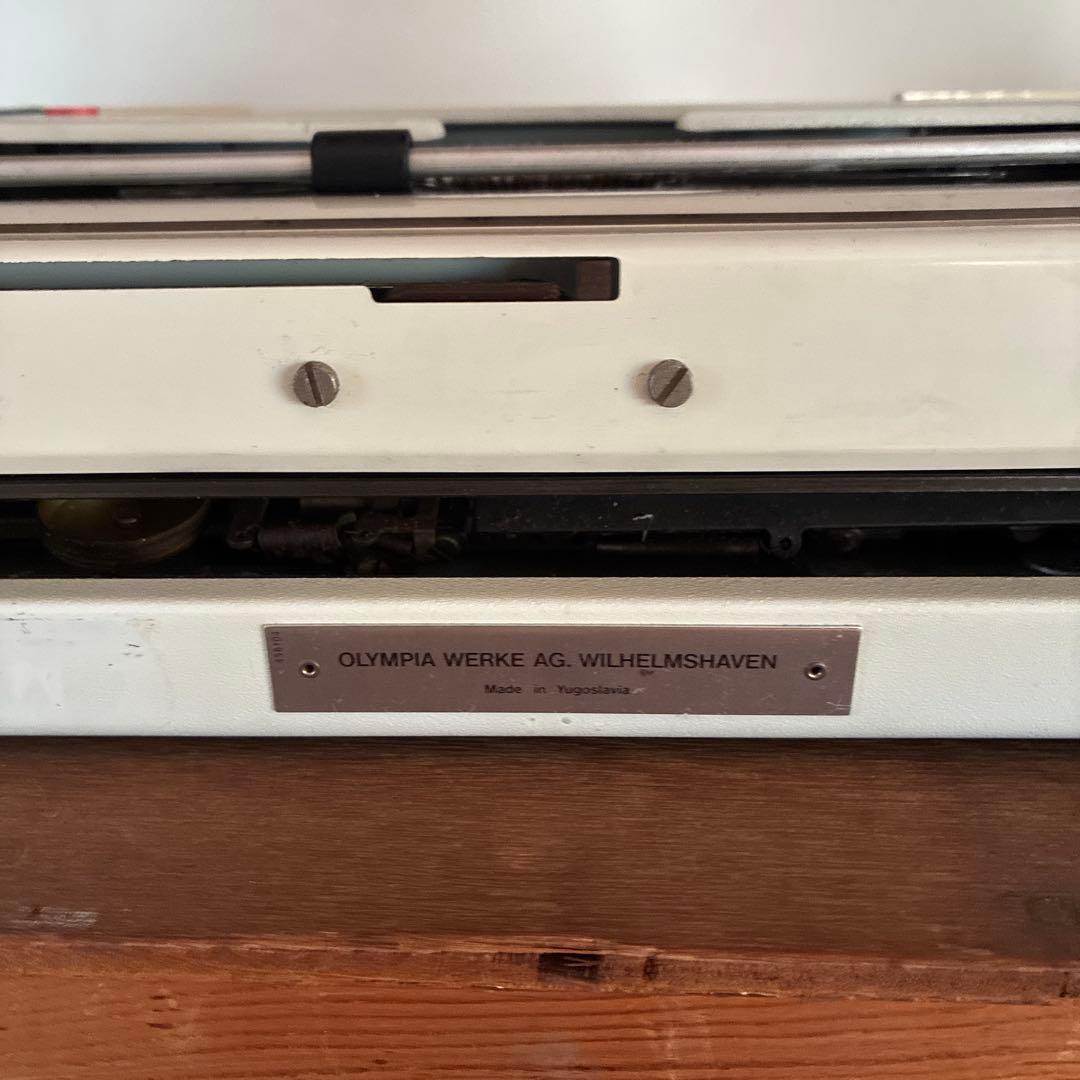 OLYMPIA WERKE AG. WILHELMSHAVEN
Made in Yugoslavia